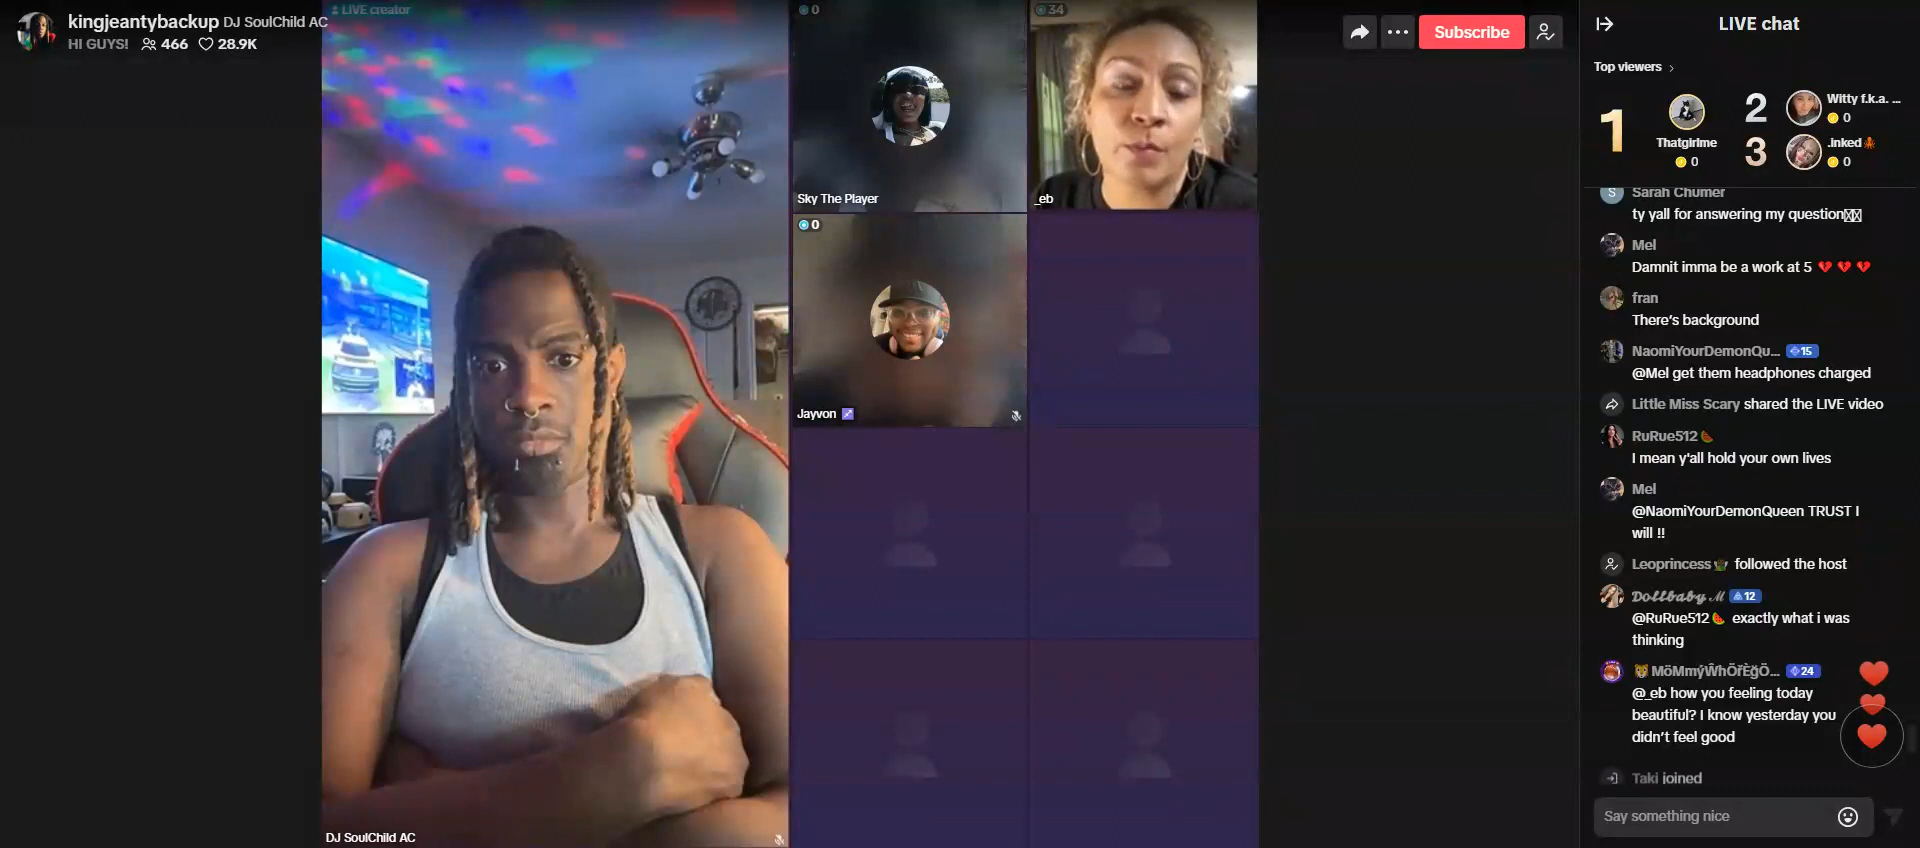 kingjeantybackup DJ SoulChild AC
HI GUYS! 466 28.9K
LIVE creator
0
34
Subscribe
Sky The Player
_eb
0
Jayvon
DJ SoulChild AC
LIVE chat
Top viewers
1
Thatgirlme
0
2
Witty f.k.a. ...
0
3
.inked
0
S
Sarah Chumer
ty yall for answering my question
Mel
Damnit imma be a work at 5 💔 💔 💔
fran
There's background
NaomiYourDemonQu... 15
@Mel get them headphones charged
Little Miss Scary shared the LIVE video
RuRue512🍉
I mean y'all hold your own lives
Mel
@NaomiYourDemonQueen TRUST I
will !!
Leoprincess followed the host
𝓓𝓸𝓵𝓵𝓫𝓪𝓫𝔂 ℳ 12
@RuRue512🍉 exactly what i was
thinking
🐯MöMmýŴhÕřÈğÖ... 24
@_eb how you feeling today
beautiful? I know yesterday you
didn't feel good
Taki joined
Say something nice